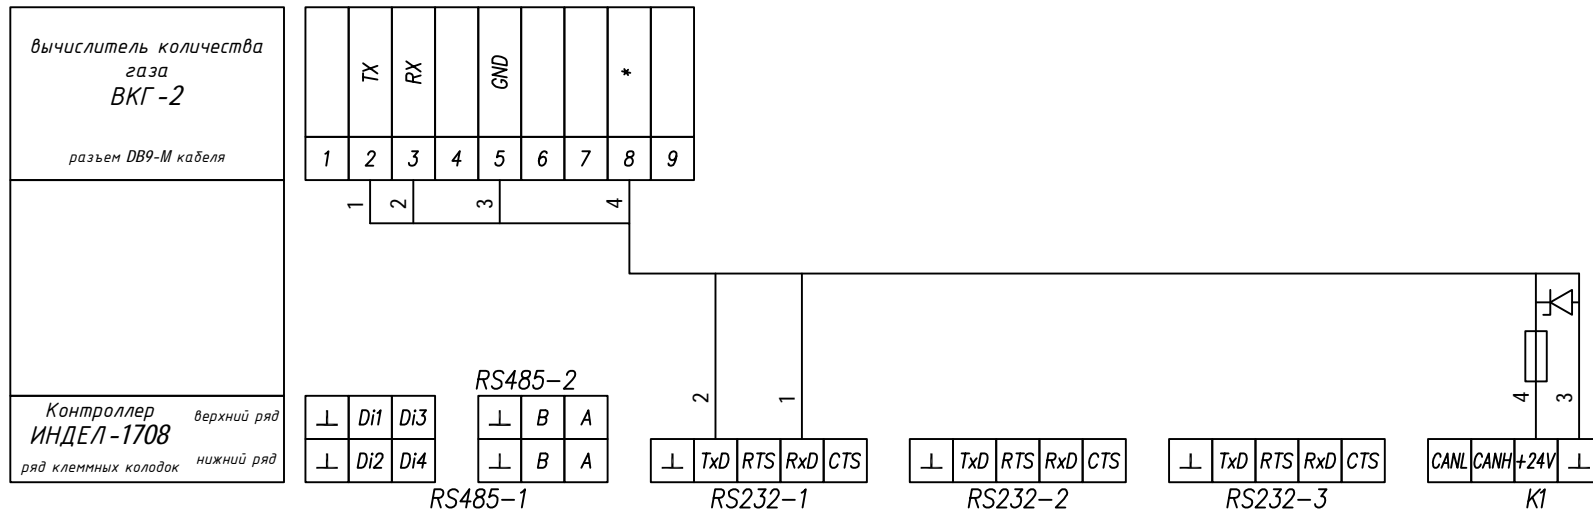 вычислитель количества
газа
ВКГ-2
разъем DB9-M кабеля
TX RX GND *
1 2 3 4 5 6 7 8 9
1 2 3 4
2 1 4 3
RS485-2
Контроллер верхний ряд
ИНДЕЛ-1708
ряд клеммных колодок нижний ряд
⊥ Di1 Di3 ⊥ B A
⊥ Di2 Di4 ⊥ B A
⊥ TxD RTS RxD CTS ⊥ TxD RTS RxD CTS ⊥ TxD RTS RxD CTS CANL CANH +24V ⊥
RS485-1 RS232-1 RS232-2 RS232-3 K1